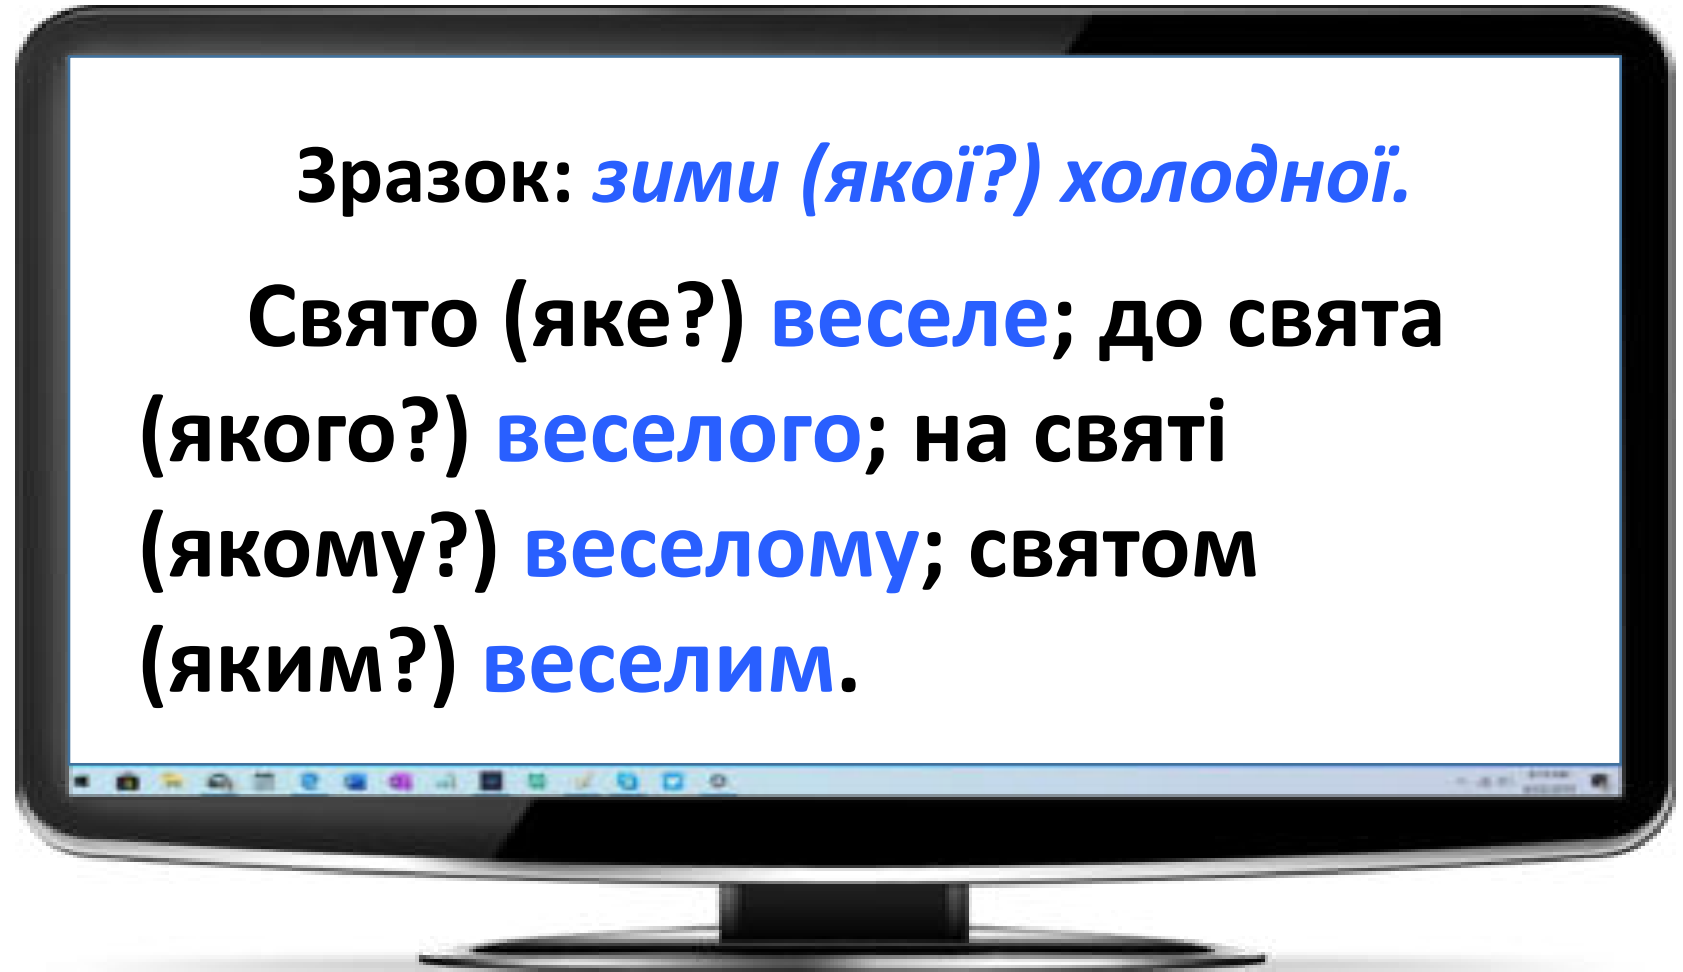 Зразок: зими (якої?) холодної.
Свято (яке?) веселе; до свята
(якого?) веселого; на святі
(якому?) веселому; святом
(яким?) веселим.